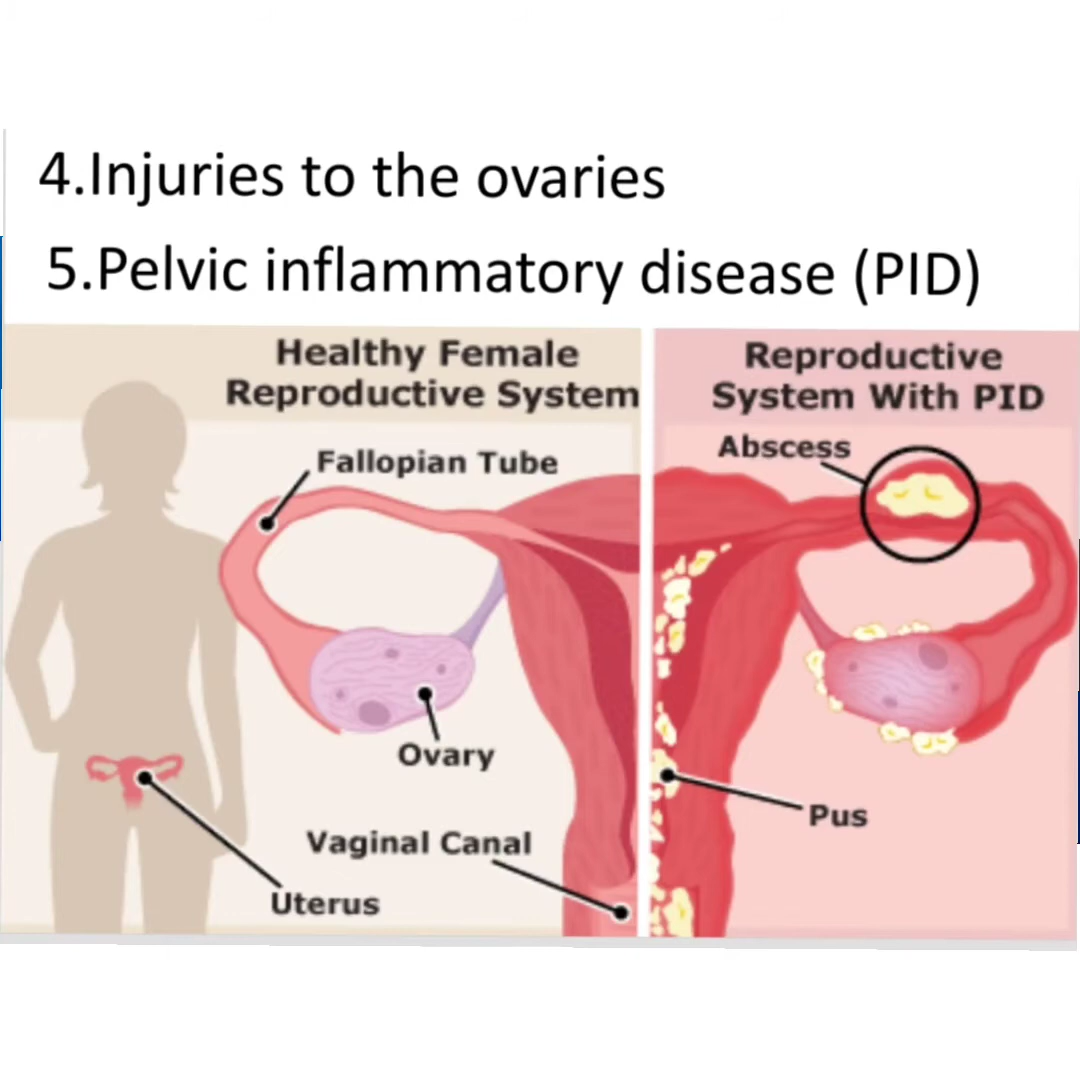 4.Injuries to the ovaries
5.Pelvic inflammatory disease (PID)
Healthy Female
Reproductive System
Fallopian Tube
Ovary
Vaginal Canal
Uterus
Reproductive
System With PID
Abscess
Pus